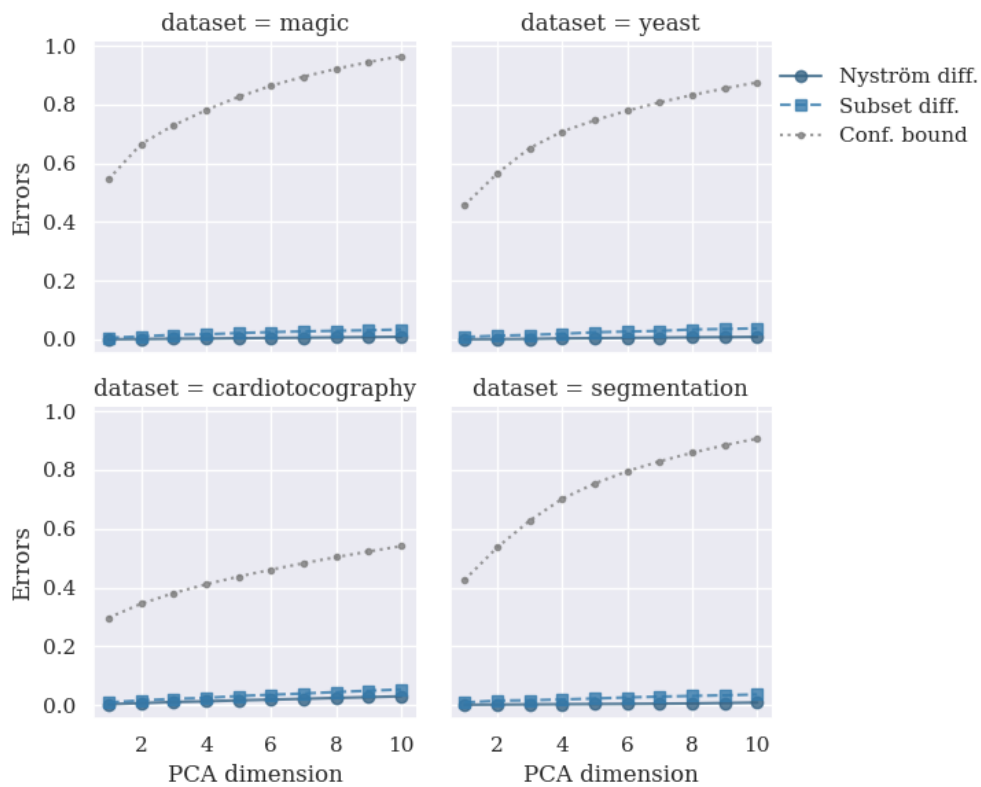 dataset = magic
dataset = yeast
1.0
0.8
0.6
0.4
0.2
0.0
Errors
Nyström diff.
Subset diff.
Conf. bound
dataset = cardiotocography
dataset = segmentation
1.0
0.8
0.6
0.4
0.2
0.0
Errors
2 4 6 8 10
2 4 6 8 10
PCA dimension
PCA dimension